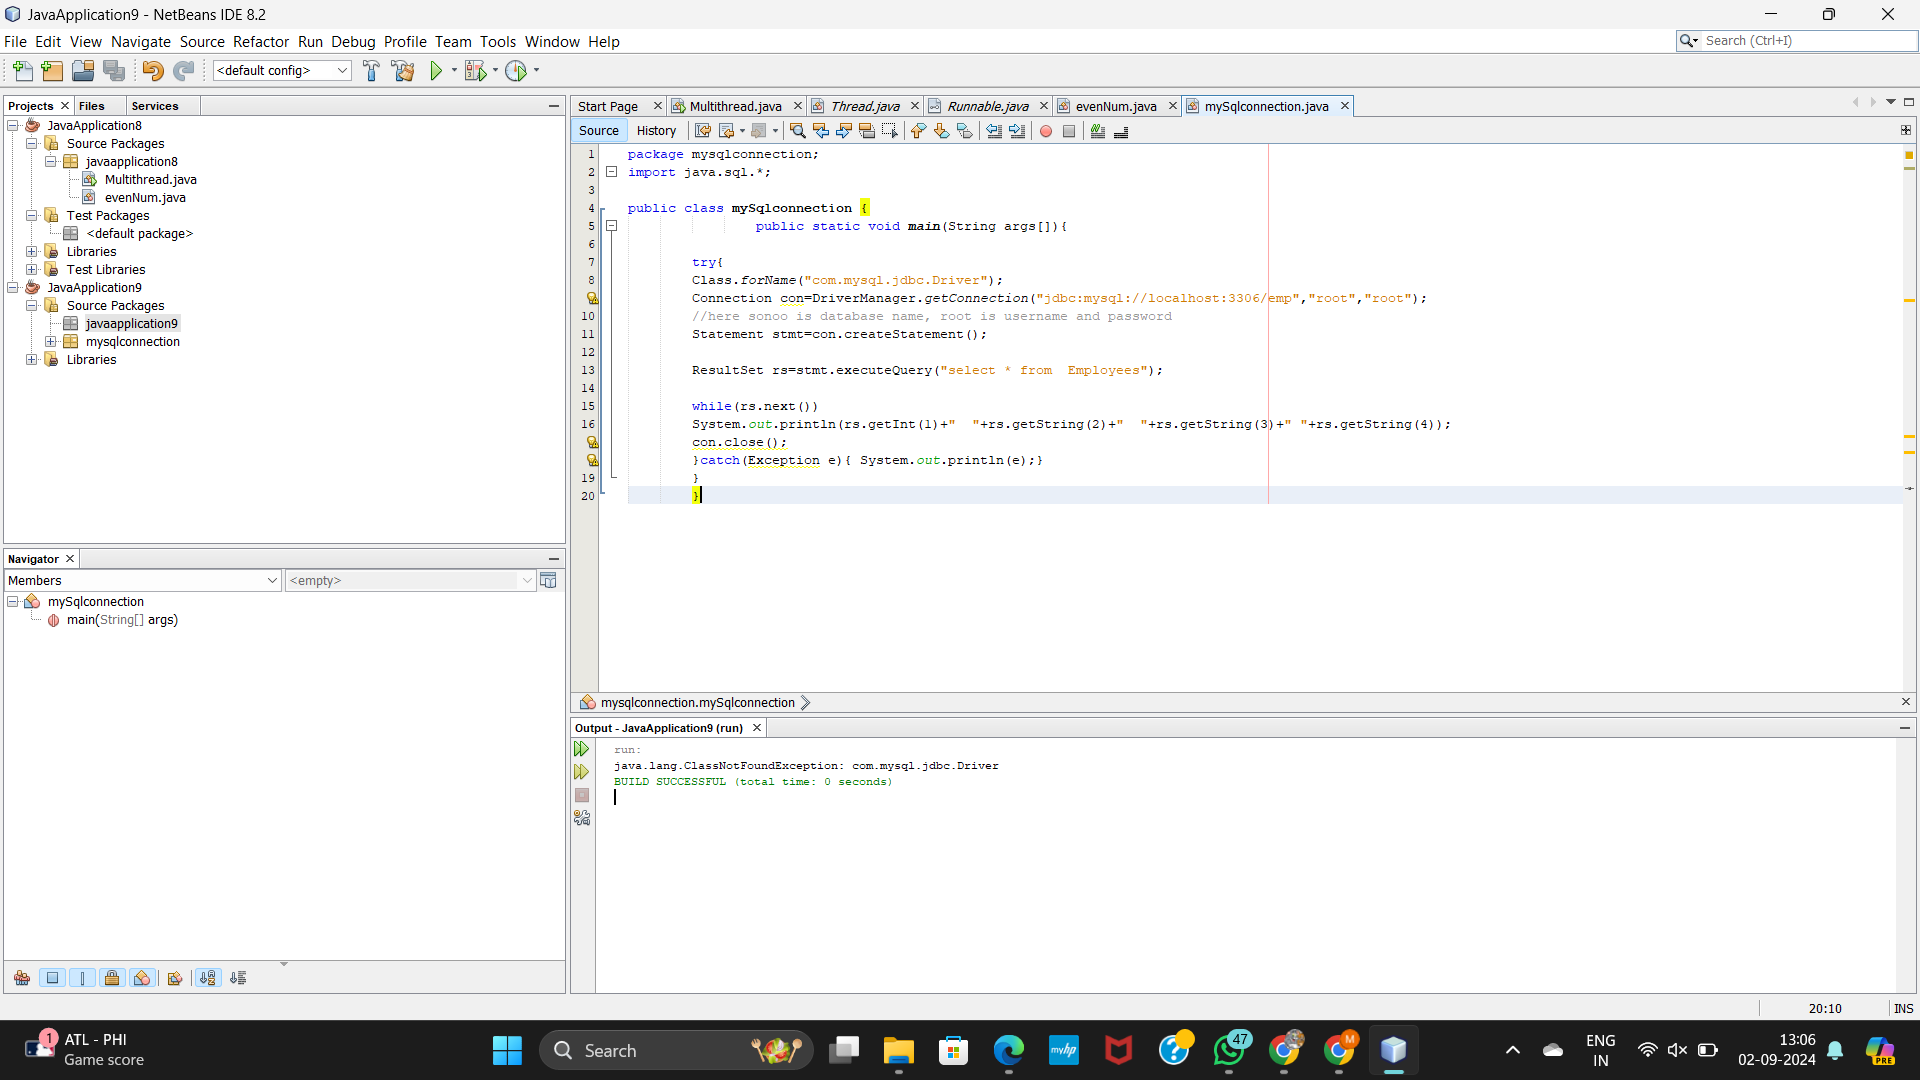 JavaApplication9 - NetBeans IDE 8.2
File Edit View Navigate Source Refactor Run Debug Profile Team Tools Window Help
Search (Ctrl+I)
<default config>
Projects Files Services
JavaApplication8
Source Packages
javaapplication8
Multithread.java
evenNum.java
Test Packages
<default package>
Libraries
Test Libraries
JavaApplication9
Source Packages
javaapplication9
mysqlconnection
Libraries
Start Page Multithread.java Thread.java Runnable.java evenNum.java mySqlconnection.java
Source History
1 package mysqlconnection;
2 import java.sql.*;
3
4 public class mySqlconnection {
5 public static void main(String args[]){
6
7 try{
8 Class.forName("com.mysql.jdbc.Driver");
Connection con=DriverManager.getConnection("jdbc:mysql://localhost:3306/emp","root","root");
10 //here sonoo is database name, root is username and password
11 Statement stmt=con.createStatement();
12
13 ResultSet rs=stmt.executeQuery("select * from  Employees");
14
15 while(rs.next())
16 System.out.println(rs.getInt(1)+"  "+rs.getString(2)+"  "+rs.getString(3)+" "+rs.getString(4));
con.close();
}catch(Exception e){ System.out.println(e);}
19 }
20 }
Navigator
Members
<empty>
mySqlconnection
main(String[] args)
mysqlconnection.mySqlconnection
Output - JavaApplication9 (run)
run:
java.lang.ClassNotFoundException: com.mysql.jdbc.Driver
BUILD SUCCESSFUL (total time: 0 seconds)
20:10 INS
1
ATL - PHI
Game score
Search
myhp
47
M
ENG
IN
13:06
02-09-2024
PRE